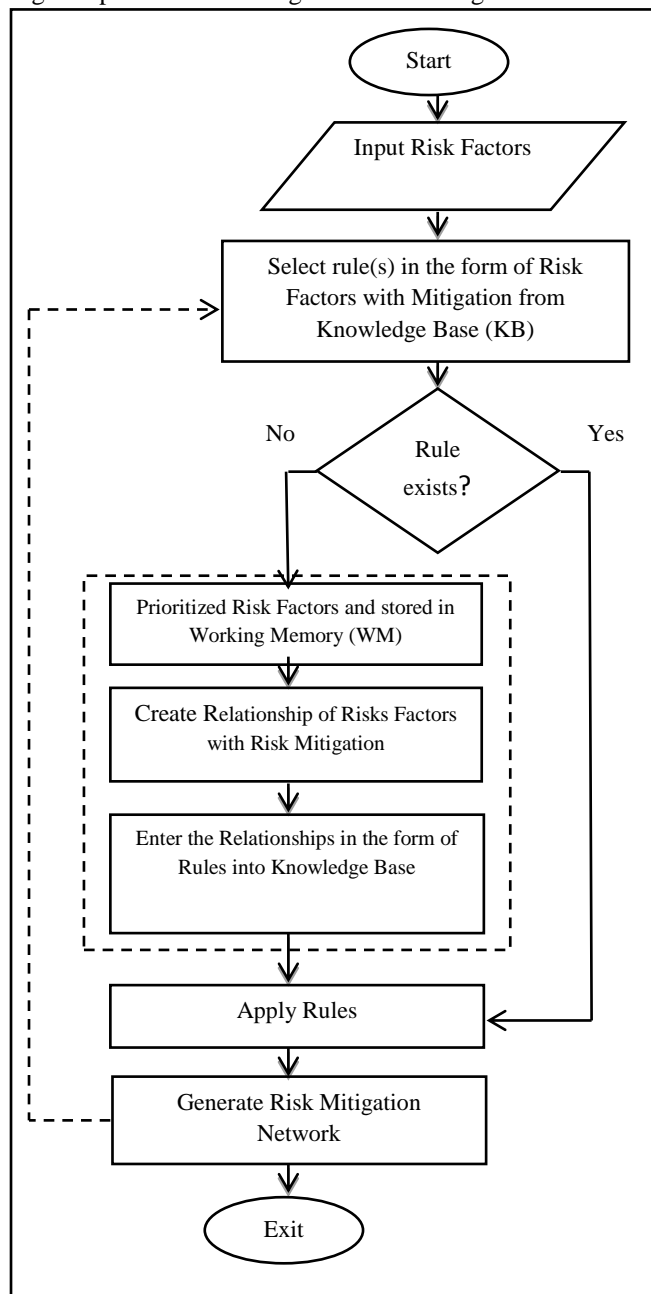 Start
Input Risk Factors
Select rule(s) in the form of Risk
Factors with Mitigation from
Knowledge Base (KB)
No
Yes
Rule
exists?
Prioritized Risk Factors and stored in
Working Memory (WM)
Create Relationship of Risks Factors
with Risk Mitigation
Enter the Relationships in the form of
Rules into Knowledge Base
Apply Rules
Generate Risk Mitigation
Network
Exit